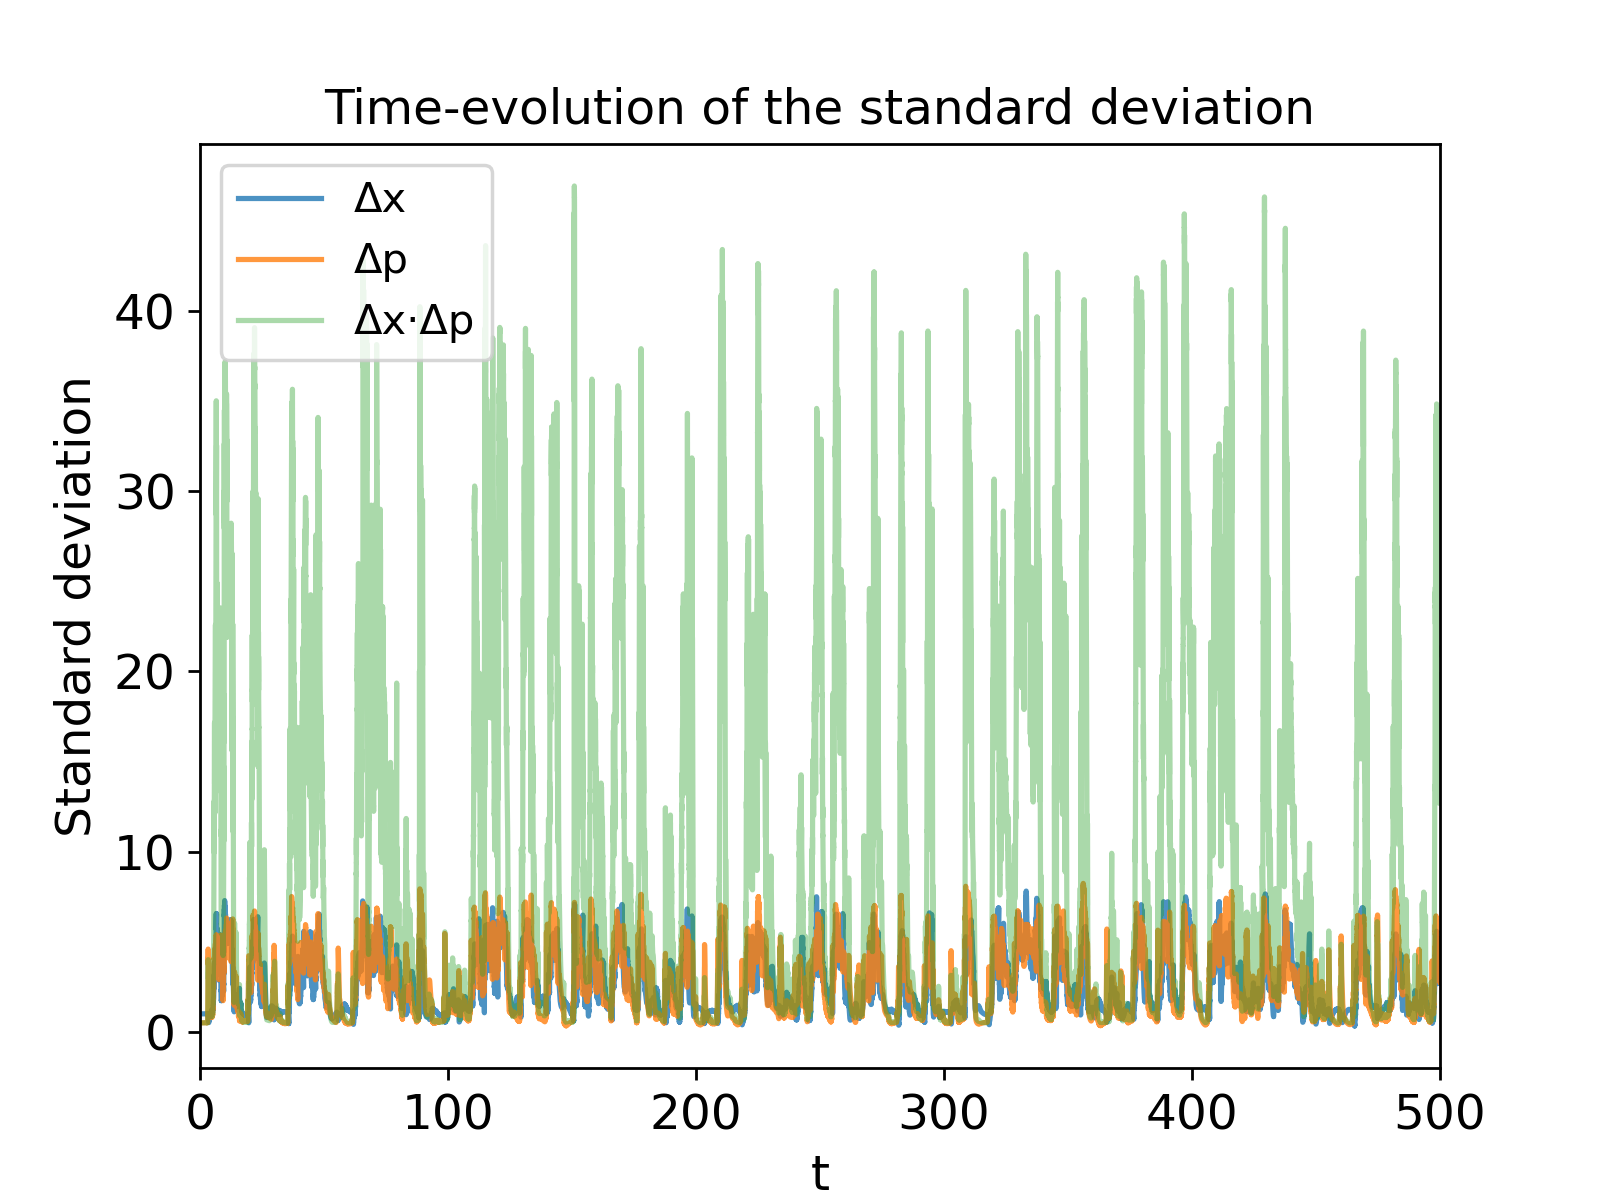 Time-evolution of the standard deviation
Δx
Δp
Δx·Δp
Standard deviation
40
30
20
10
0
0 100 200 300 400 500
t